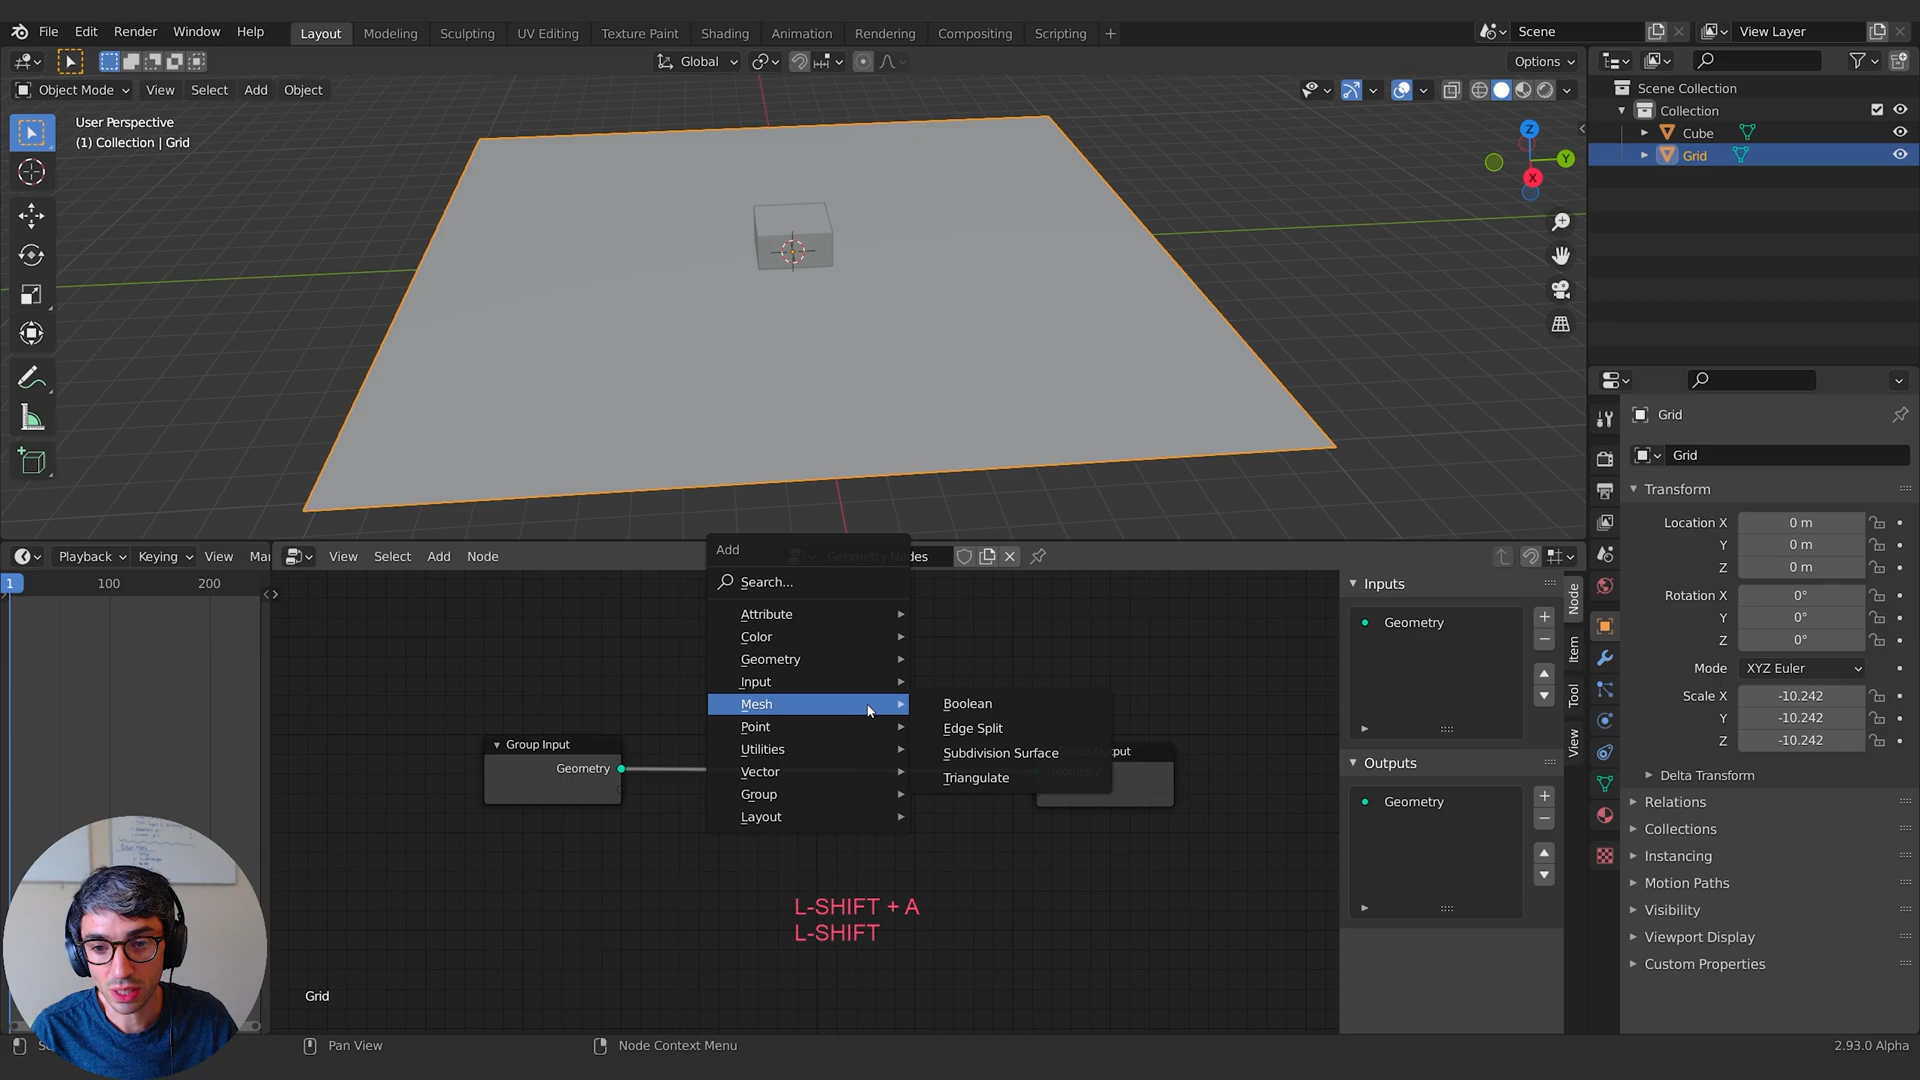 File Edit Render Window Help
Layout Modeling Sculpting UV Editing Texture Paint Shading Animation Rendering Compositing Scripting +
Scene
View Layer
Global
Options
Object Mode View Select Add Object
User Perspective
(1) Collection | Grid
Z
Y
X
Scene Collection
Collection
Cube
Grid
Grid
Grid
Transform
Location X 0 m
Y 0 m
Z 0 m
Rotation X 0°
Y 0°
Z 0°
Mode XYZ Euler
Scale X -10.242
Y -10.242
Z -10.242
Delta Transform
Relations
Collections
Instancing
Motion Paths
Visibility
Viewport Display
Custom Properties
Playback Keying View Mar
1 100 200
View Select Add Node
Geometry Nodes
Add
Search...
Attribute
Color
Geometry
Input
Mesh
Point
Utilities
Vector
Group
Layout
Boolean
Edge Split
Subdivision Surface
Triangulate
Group Input
Geometry
Output
Geometry
Inputs
Geometry
Outputs
Geometry
Node
Item
Tool
View
L-SHIFT + A
L-SHIFT
Grid
Pan View
Node Context Menu
2.93.0 Alpha